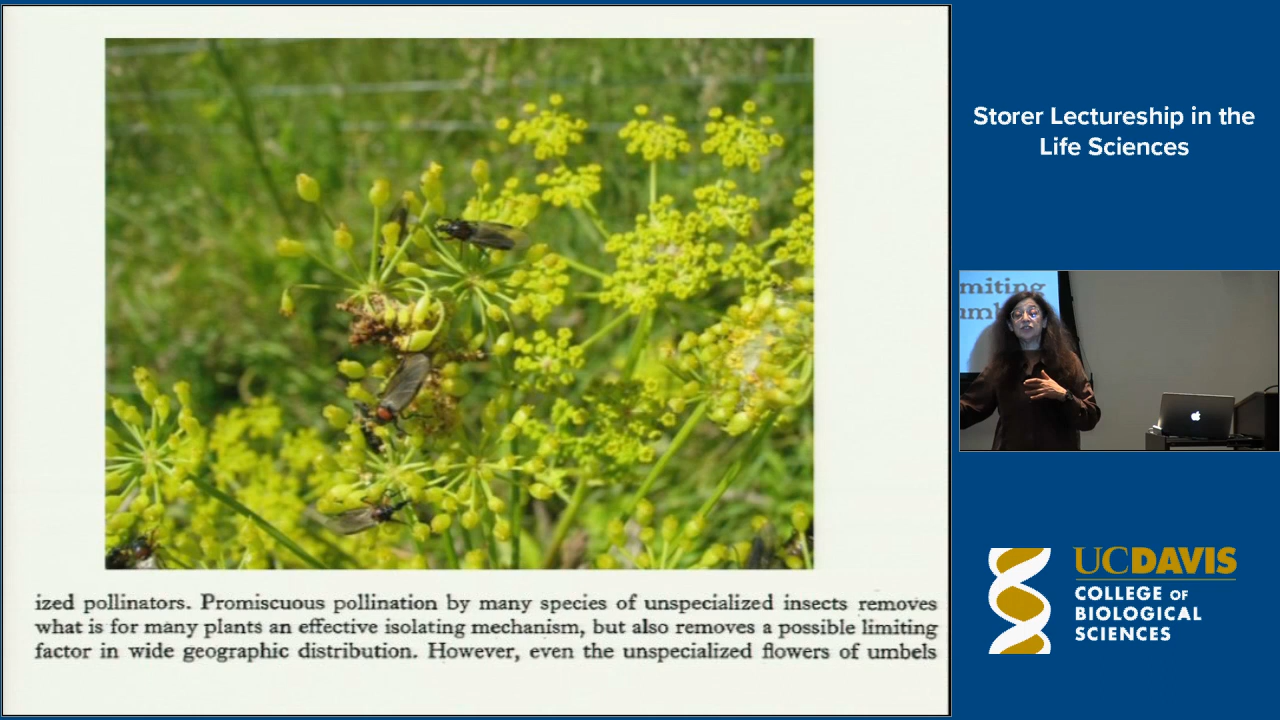 ized pollinators. Promiscuous pollination by many species of unspecialized insects removes
what is for many plants an effective isolating mechanism, but also removes a possible limiting
factor in wide geographic distribution. However, even the unspecialized flowers of umbels
Storer Lectureship in the
Life Sciences
miting
umb
UCDAVIS
COLLEGE OF
BIOLOGICAL
SCIENCES